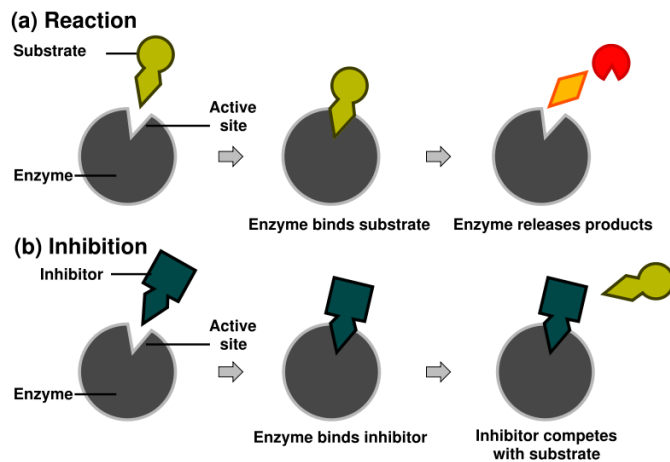 (a) Reaction
Substrate
Active
site
Enzyme
Enzyme binds substrate
Enzyme releases products
(b) Inhibition
Inhibitor
Active
site
Enzyme
Enzyme binds inhibitor
Inhibitor competes
with substrate